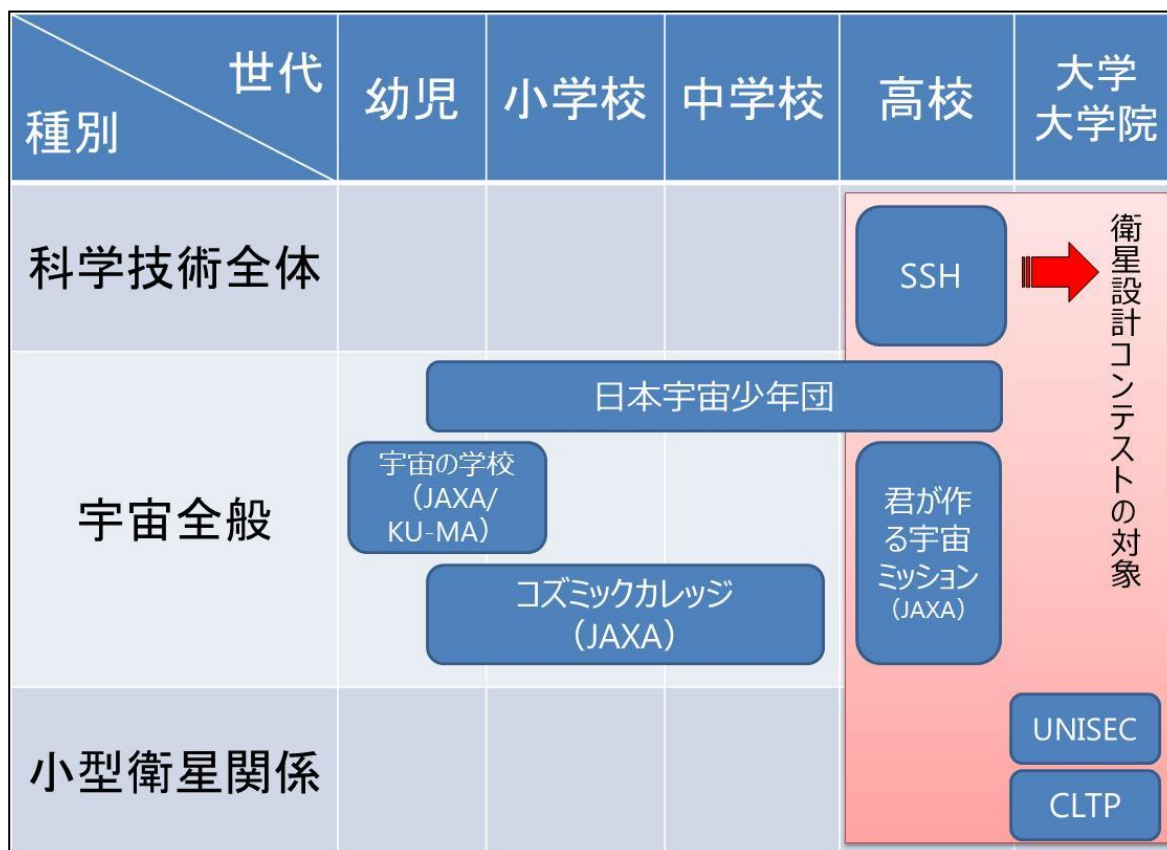 世代
種別
幼児
小学校
中学校
高校
大学
大学院
科学技術全体
SSH
衛星設計コンテストの対象
宇宙全般
日本宇宙少年団
宇宙の学校
（JAXA/
KU-MA）
コズミックカレッジ
（JAXA）
君が作
る宇宙
ミッション
（JAXA）
小型衛星関係
UNISEC
CLTP